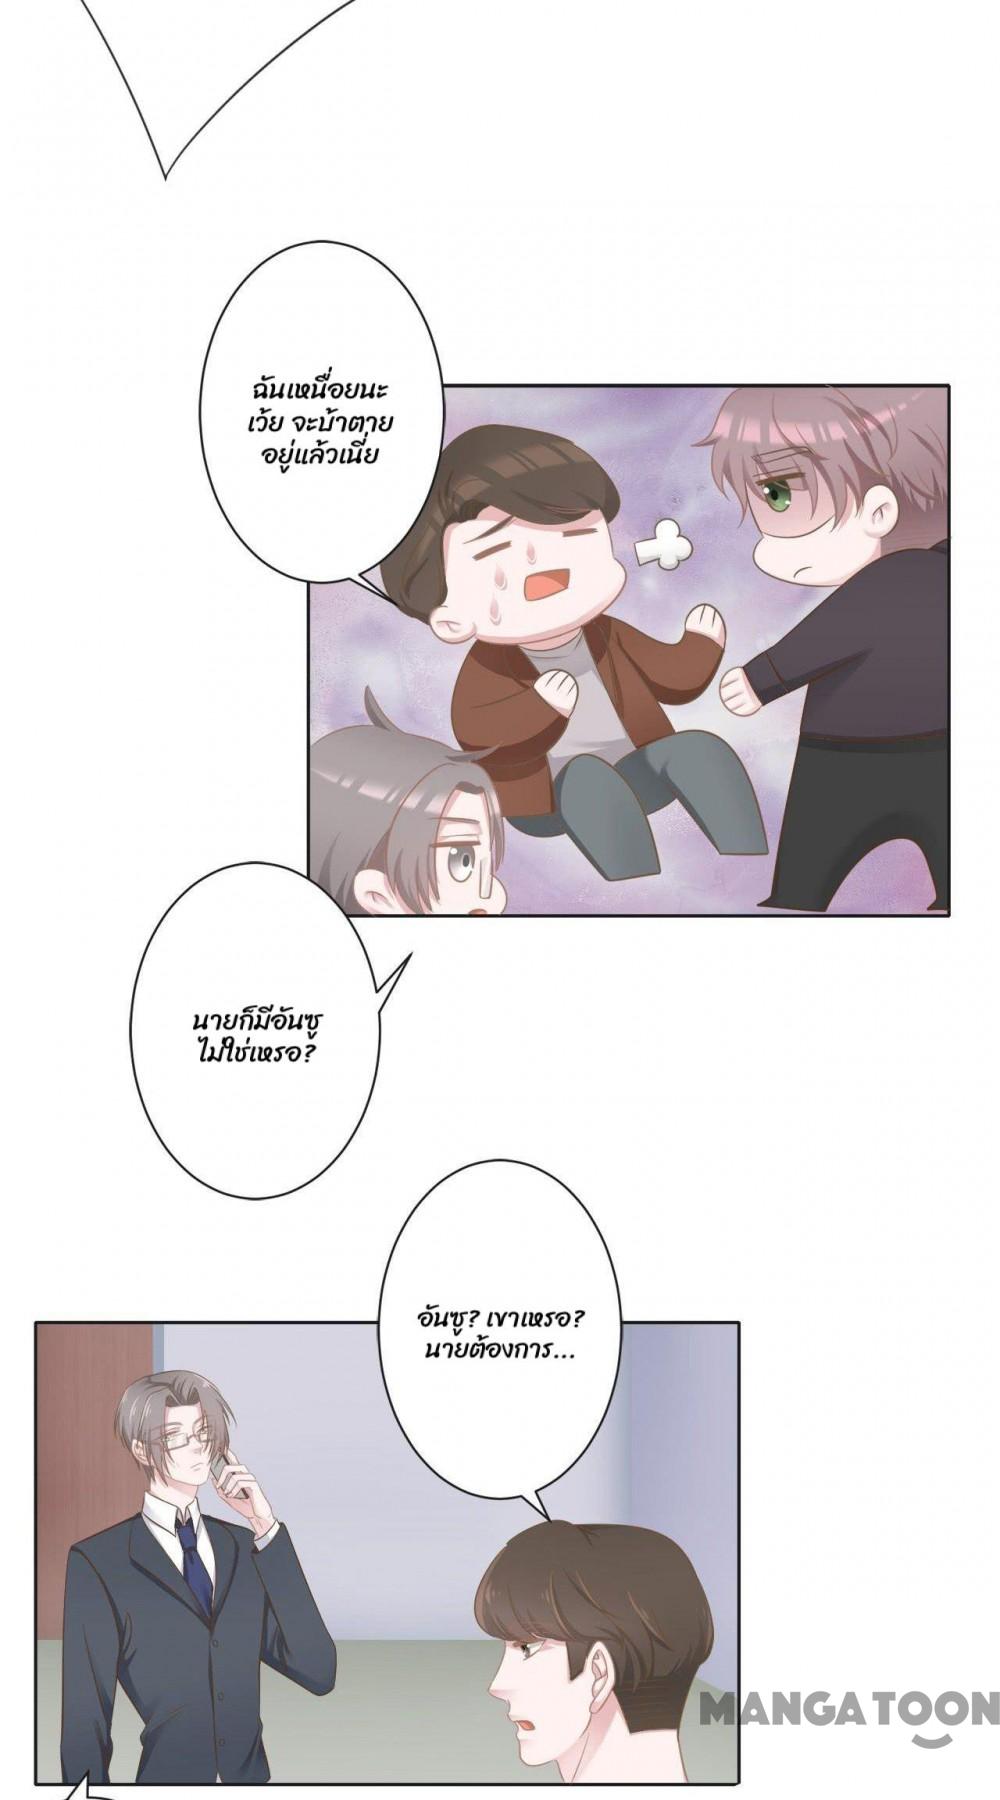 ฉันเหนื่อยนะ
เว้ย จะบ้าตาย
อยู่แล้วเนี่ย
นายก็มีอันซู
ไม่ใช่เหรอ?
อันซู? เขาเหรอ?
นายต้องการ...
MANGATOON